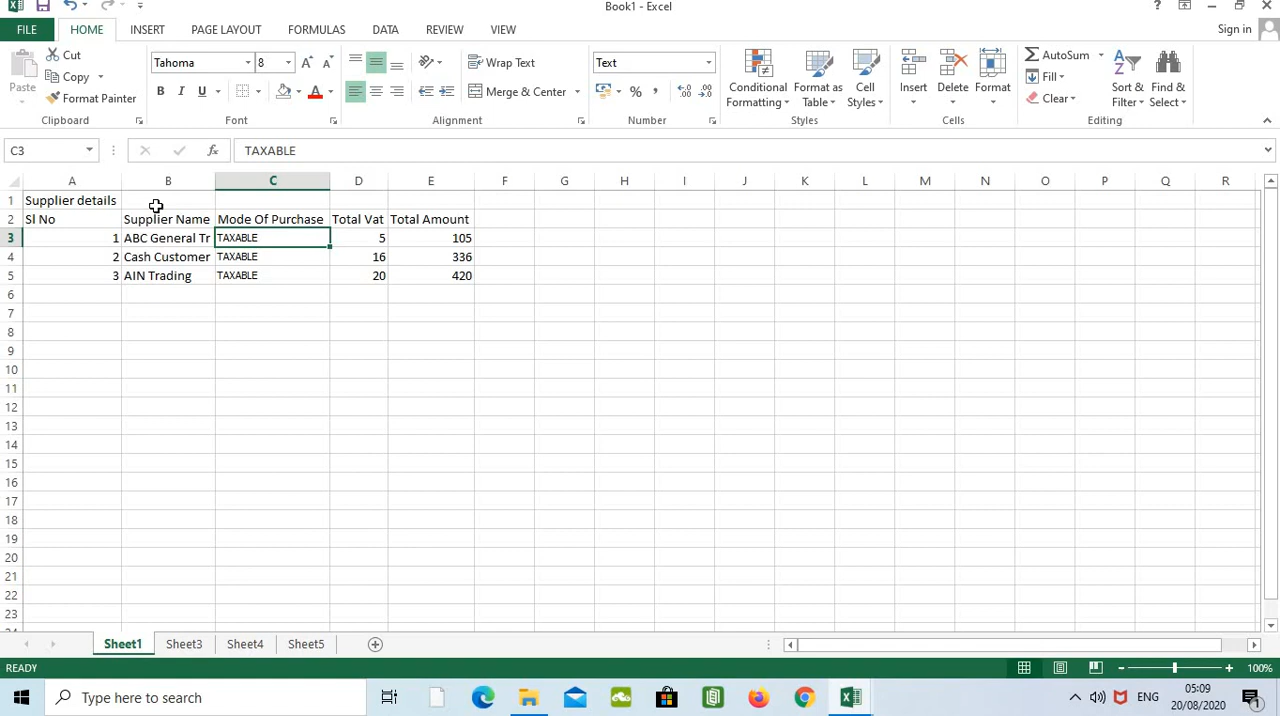 Book1 - Excel
?
Sign in
FILE
HOME
INSERT
PAGE LAYOUT
FORMULAS
DATA
REVIEW
VIEW
Paste
Cut
Copy
Format Painter
Clipboard
Tahoma
8
B I U
Font
Wrap Text
Merge & Center
Alignment
Text
%
Number
Conditional
Formatting
Format as
Table
Cell
Styles
Styles
Insert
Delete
Format
Cells
AutoSum
Fill
Clear
Sort &
Filter
Find &
Select
Editing
C3
fx
TAXABLE
A B C D E F G H I J K L M N O P Q R
1 Supplier details
2 Sl No Supplier Name Mode Of Purchase Total Vat Total Amount
3 1 ABC General Tr TAXABLE 5 105
4 2 Cash Customer TAXABLE 16 336
5 3 AIN Trading TAXABLE 20 420
6
7
8
9
10
11
12
13
14
15
16
17
18
19
20
21
22
23
Sheet1
Sheet3
Sheet4
Sheet5
READY
100%
Type here to search
ENG
05:09
20/08/2020
1